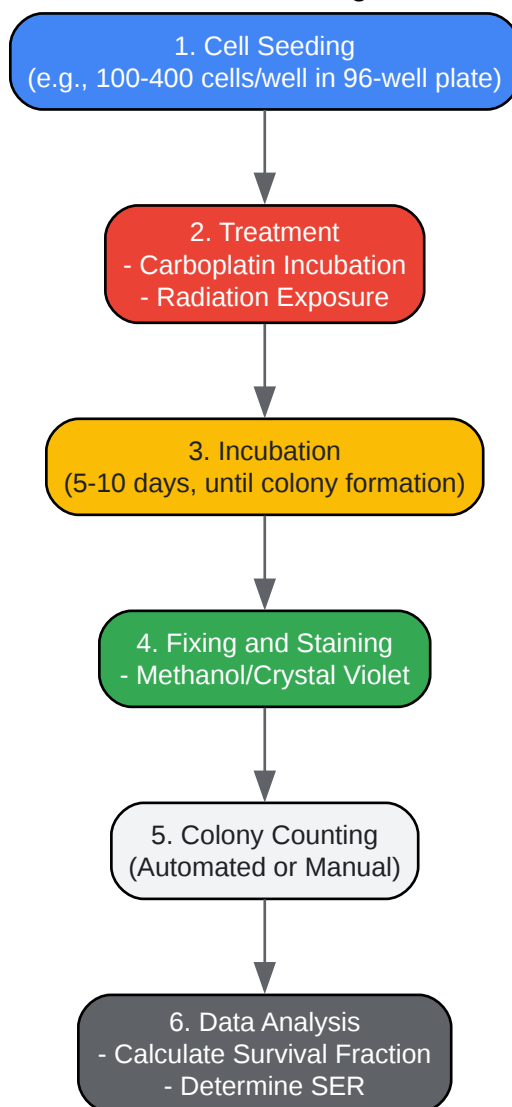 1. Cell Seeding
(e.g., 100-400 cells/well in 96-well plate)
2. Treatment
- Carboplatin Incubation
- Radiation Exposure
3. Incubation
(5-10 days, until colony formation)
4. Fixing and Staining
- Methanol/Crystal Violet
5. Colony Counting
(Automated or Manual)
6. Data Analysis
- Calculate Survival Fraction
- Determine SER